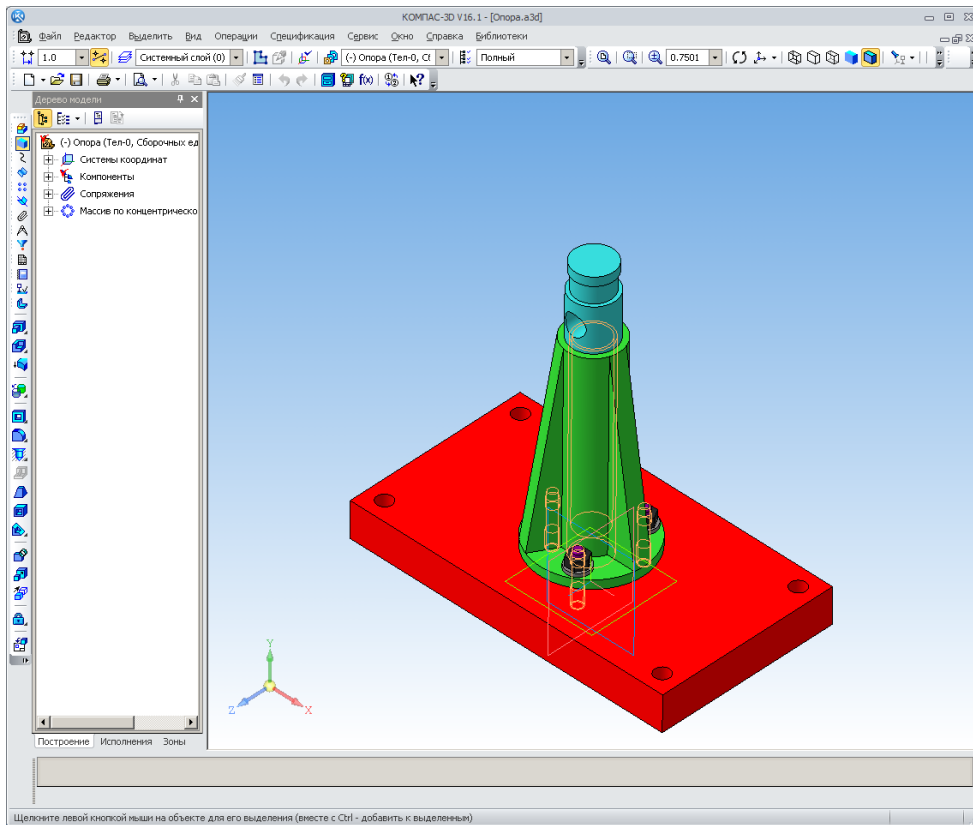 КОМПАС-3D V16.1 - [Опора.a3d]
Файл Редактор Выделить Вид Операции Спецификация Сервис Окно Справка Библиотеки
1.0 Системный слой (0) (-) Опора (Тел-0, Сб Полный 0.7501
f(x)
Дерево модели
(-) Опора (Тел-0, Сборочных ед
Системы координат
Компоненты
Сопряжения
Массив по концентрическо
Y
Z X
Построение Исполнения Зоны
Щелкните левой кнопкой мыши на объекте для его выделения (вместе с Ctrl - добавить к выделенным)